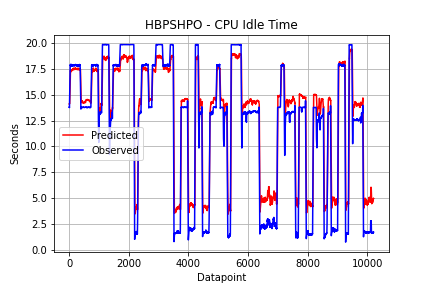 HBPSHPO - CPU Idle Time
20.0
17.5
15.0
12.5
10.0
7.5
5.0
2.5
0.0
Seconds
Predicted
Observed
0 2000 4000 6000 8000 10000
Datapoint